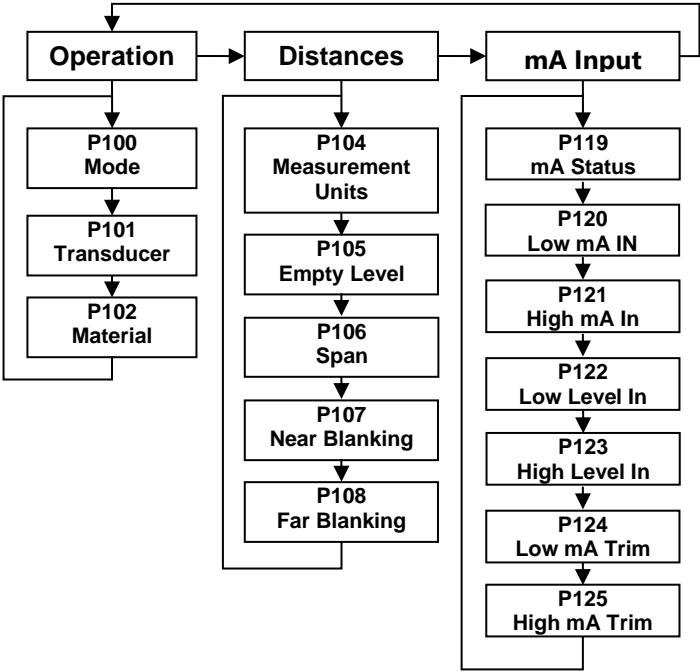 Operation
Distances
mA Input
P100
Mode
P101
Transducer
P102
Material
P104
Measurement
Units
P105
Empty Level
P106
Span
P107
Near Blanking
P108
Far Blanking
P119
mA Status
P120
Low mA IN
P121
High mA In
P122
Low Level In
P123
High Level In
P124
Low mA Trim
P125
High mA Trim